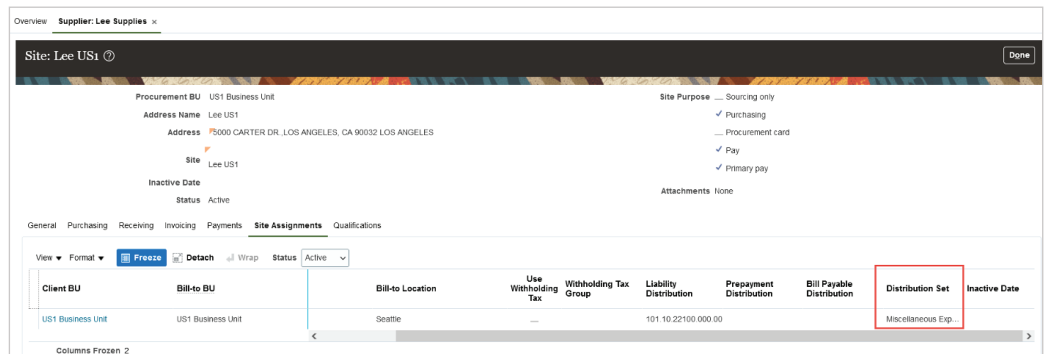 Overview Supplier: Lee Supplies ×
Site: Lee US1 ? Done
Procurement BU US1 Business Unit Site Purpose Sourcing only
Address Name Lee US1 Purchasing
Address 5000 CARTER DR.,LOS ANGELES, CA 90032 LOS ANGELES Procurement card
Pay
Site Lee US1 Primary pay
Inactive Date
Attachments None
Status Active
General Purchasing Receiving Invoicing Payments Site Assignments Qualifications
View Format Freeze Detach Wrap Status Active
Client BU Bill-to BU Bill-to Location Use Withholding Tax Withholding Tax Group Liability Distribution Prepayment Distribution Bill Payable Distribution Distribution Set Inactive Date
US1 Business Unit US1 Business Unit Seattle 101 10.22100.000.00 Miscellaneous Exp...
Columns Frozen 2